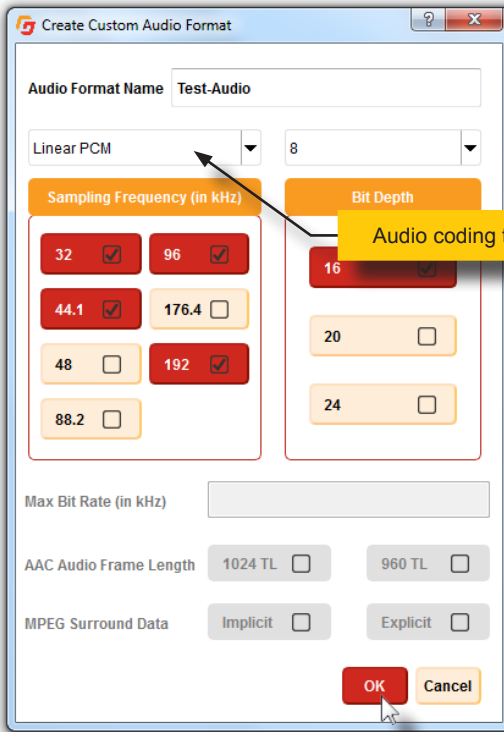 Create Custom Audio Format
Audio Format Name Test-Audio
Linear PCM 8
Sampling Frequency (in kHz) Bit Depth
Audio coding
32 96 16
44.1 176.4
20
48 192
24
88.2
Max Bit Rate (in kHz)
AAC Audio Frame Length 1024 TL 960 TL
MPEG Surround Data Implicit Explicit
OK Cancel